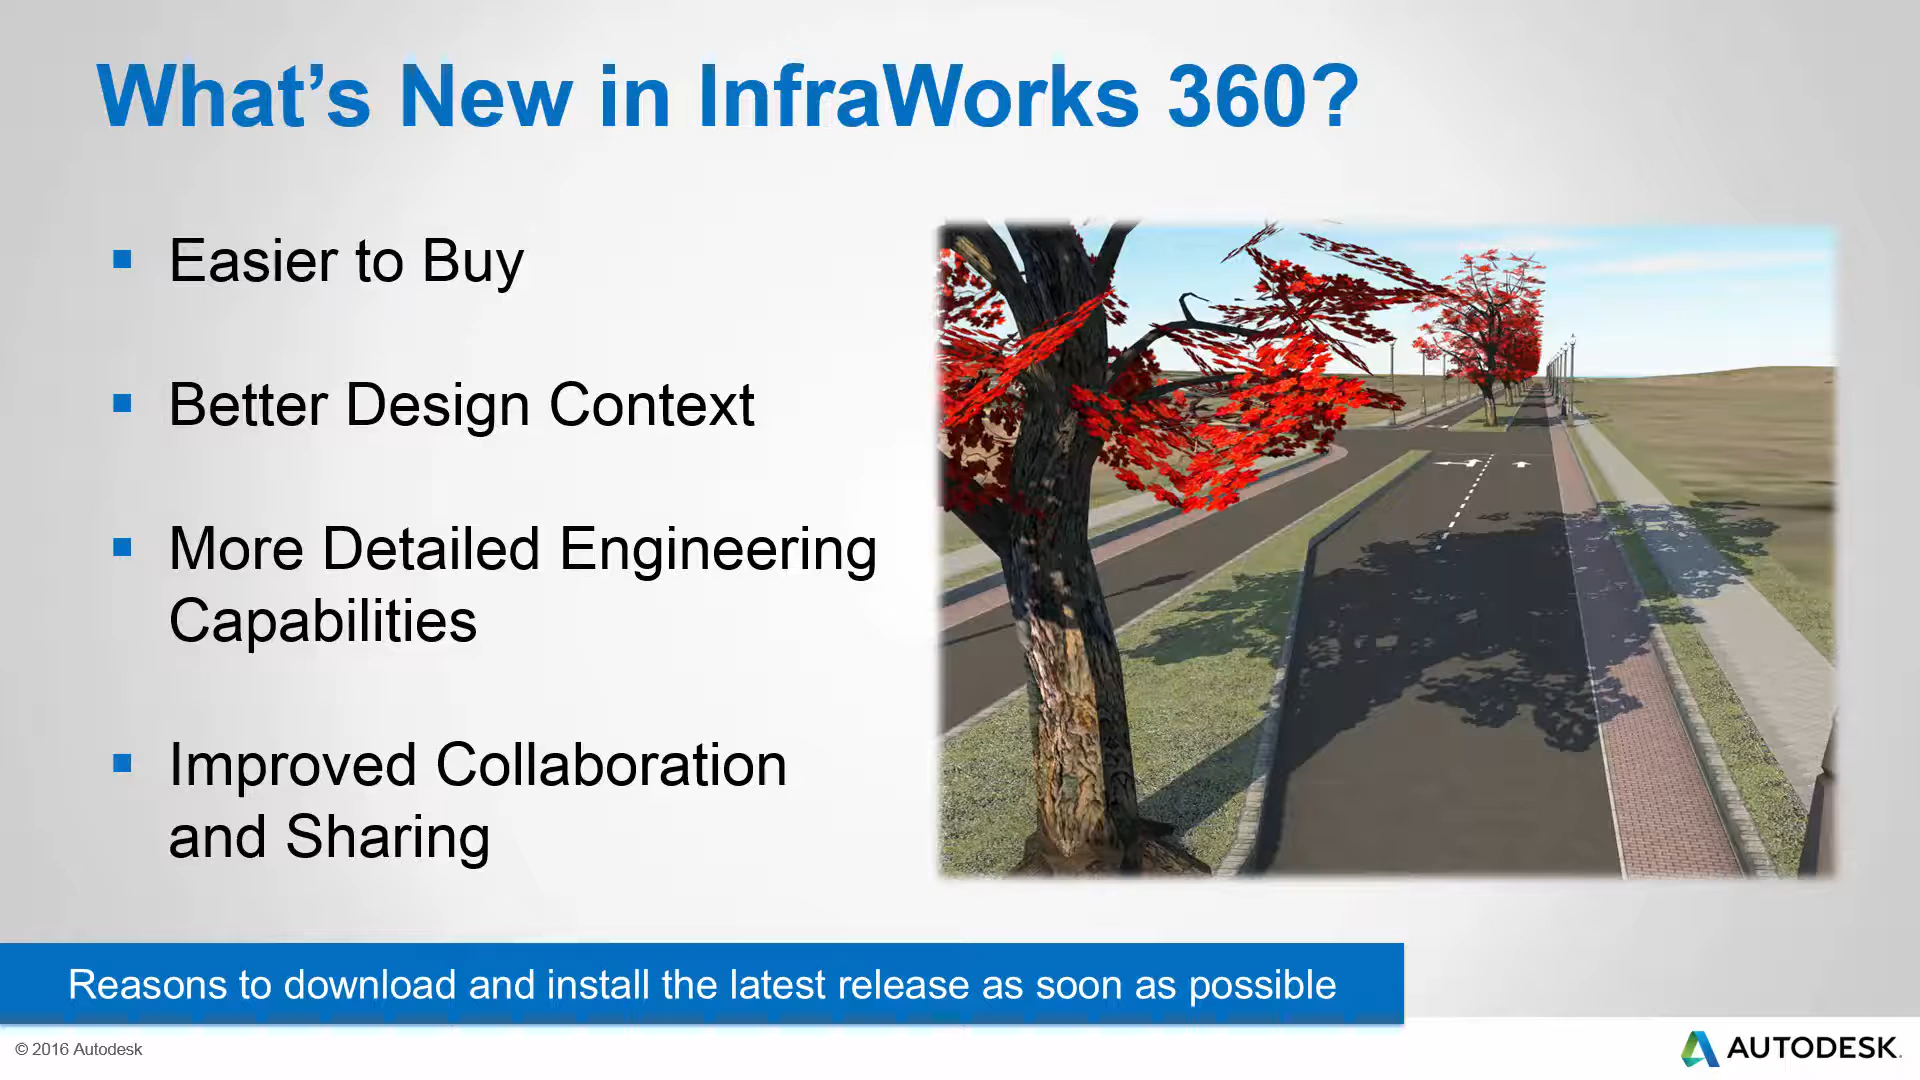 What’s New in InfraWorks 360?
Easier to Buy
Better Design Context
More Detailed Engineering
Capabilities
Improved Collaboration
and Sharing
Reasons to download and install the latest release as soon as possible
© 2016 Autodesk
AUTODESK.